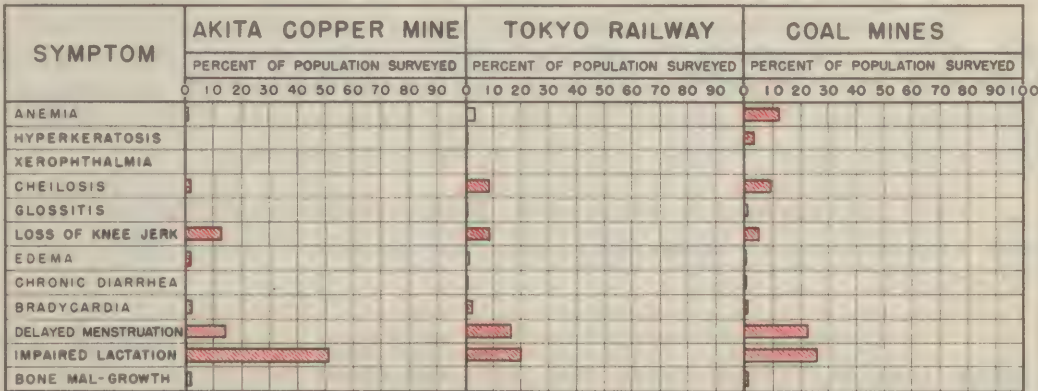 SYMPTOM
AKITA COPPER MINE
TOKYO RAILWAY
COAL MINES
PERCENT OF POPULATION SURVEYED
PERCENT OF POPULATION SURVEYED
PERCENT OF POPULATION SURVEYED
0 10 20 30 40 50 60 70 80 90 0 10 20 30 40 50 60 70 80 90 0 10 20 30 40 50 60 70 80 90 100
ANEMIA
HYPERKERATOSIS
XEROPHTHALMIA
CHEILOSIS
GLOSSITIS
LOSS OF KNEE JERK
EDEMA
CHRONIC DIARRHEA
BRADYCARDIA
DELAYED MENSTRUATION
IMPAIRED LACTATION
BONE MAL-GROWTH